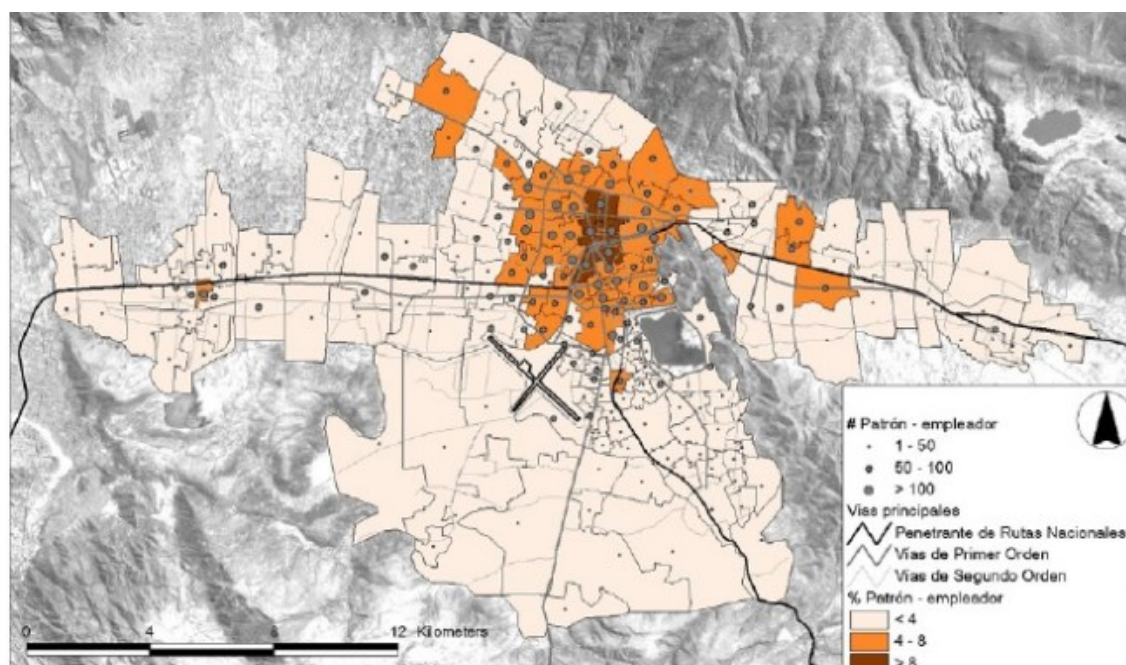 # Patrón - empleador
1 - 50
50 - 100
> 100
Vias principales
Penetrante de Rutas Nacionales
Vías de Primer Orden
Vías de Segundo Orden
% Patrón - empleador
< 4
4 - 8
> 8
0 4 8 12 Kilometers